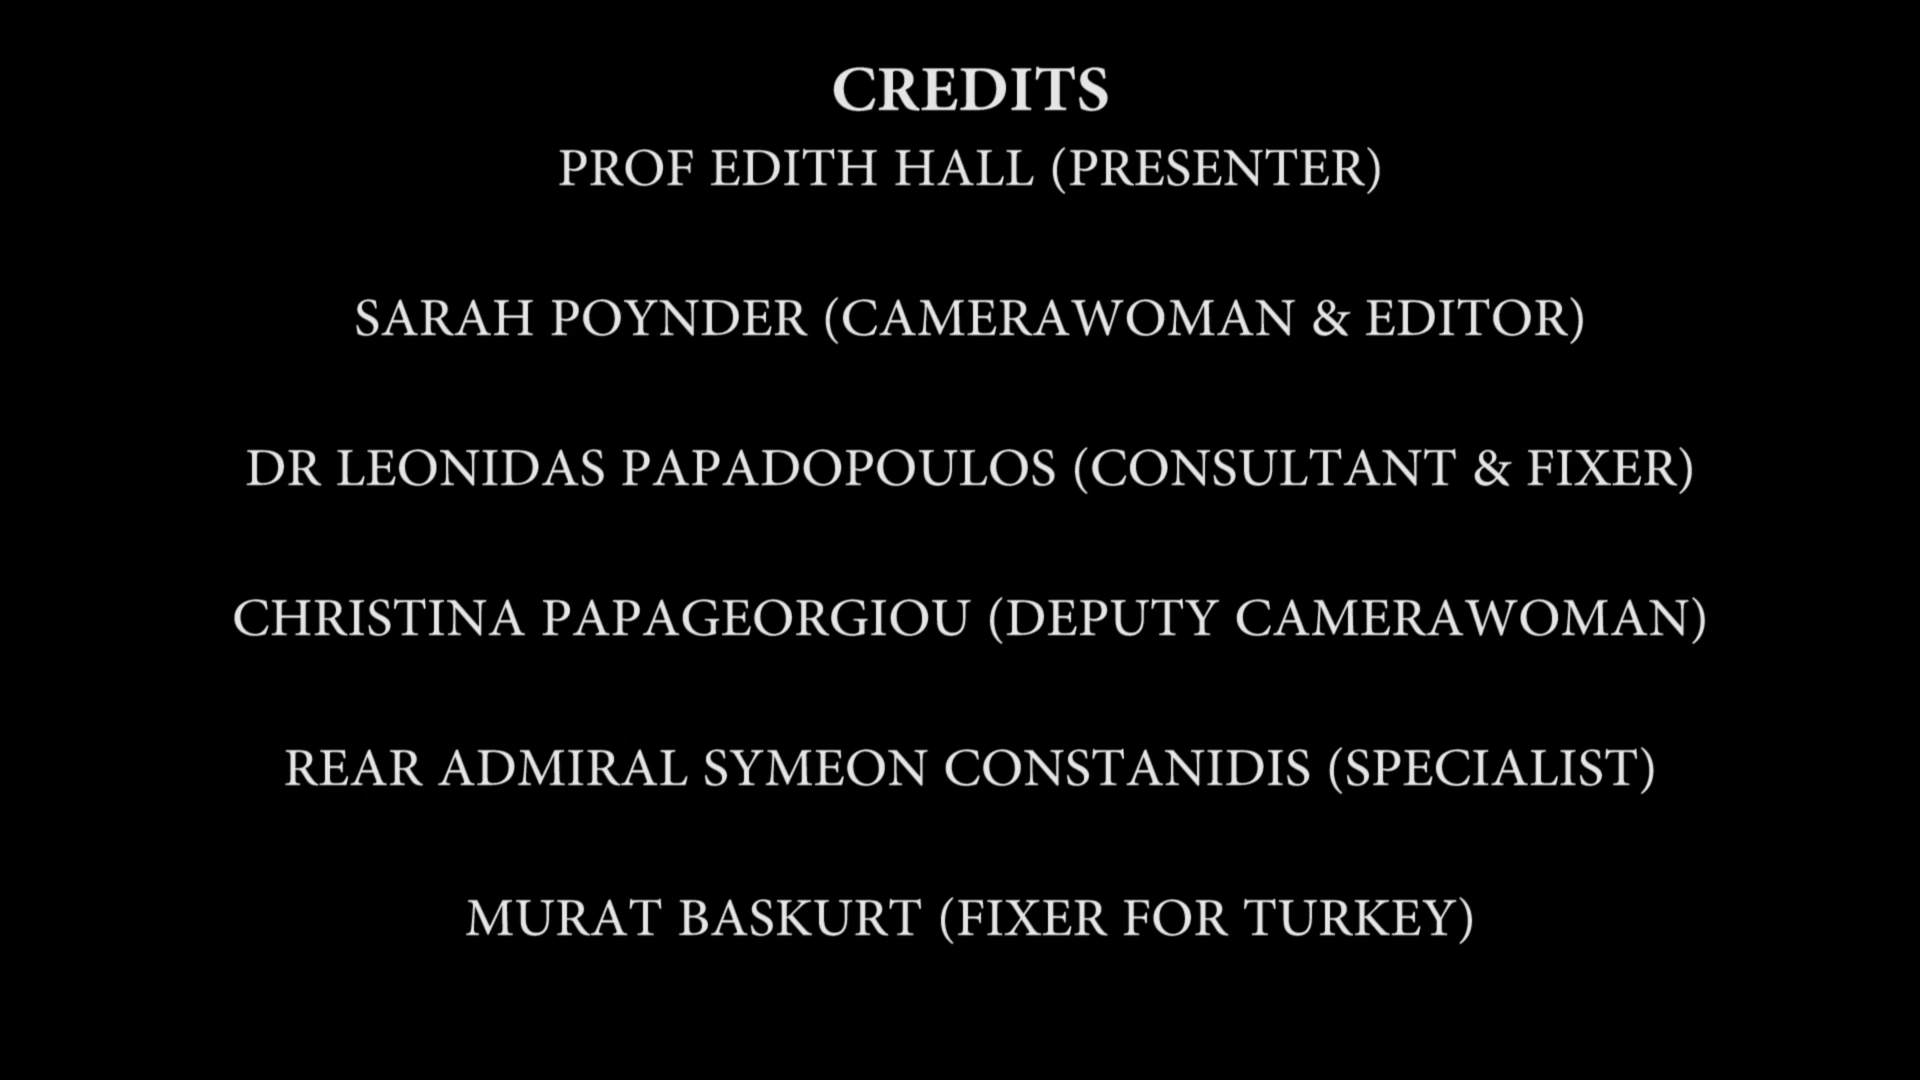 CREDITS
PROF EDITH HALL (PRESENTER)
SARAH POYNDER (CAMERAWOMAN & EDITOR)
DR LEONIDAS PAPADOPOULOS (CONSULTANT & FIXER)
CHRISTINA PAPAGEORGIOU (DEPUTY CAMERAWOMAN)
REAR ADMIRAL SYMEON CONSTANIDIS (SPECIALIST)
MURAT BASKURT (FIXER FOR TURKEY)